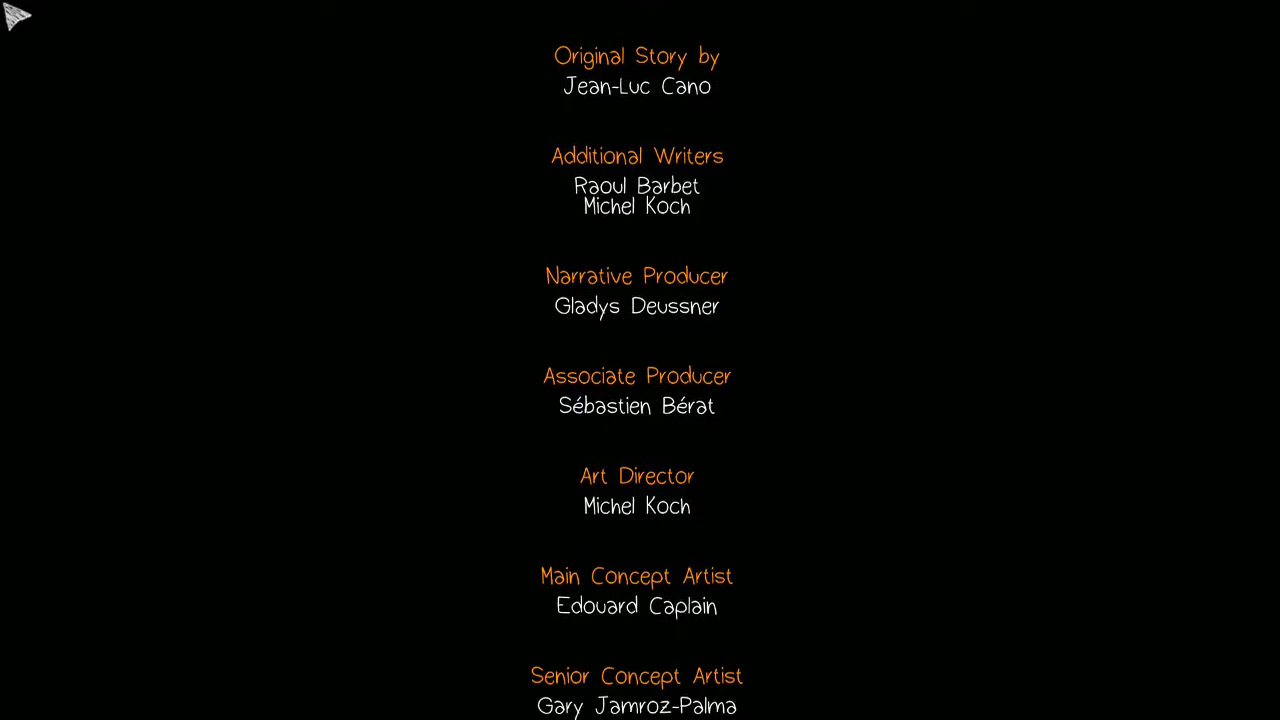 Original Story by
Jean-Luc Cano
Additional Writers
Raoul Barbet
Michel Koch
Narrative Producer
Gladys Deussner
Associate Producer
Sébastien Bérat
Art Director
Michel Koch
Main Concept Artist
Edouard Caplain
Senior Concept Artist
Gary Jamroz-Palma